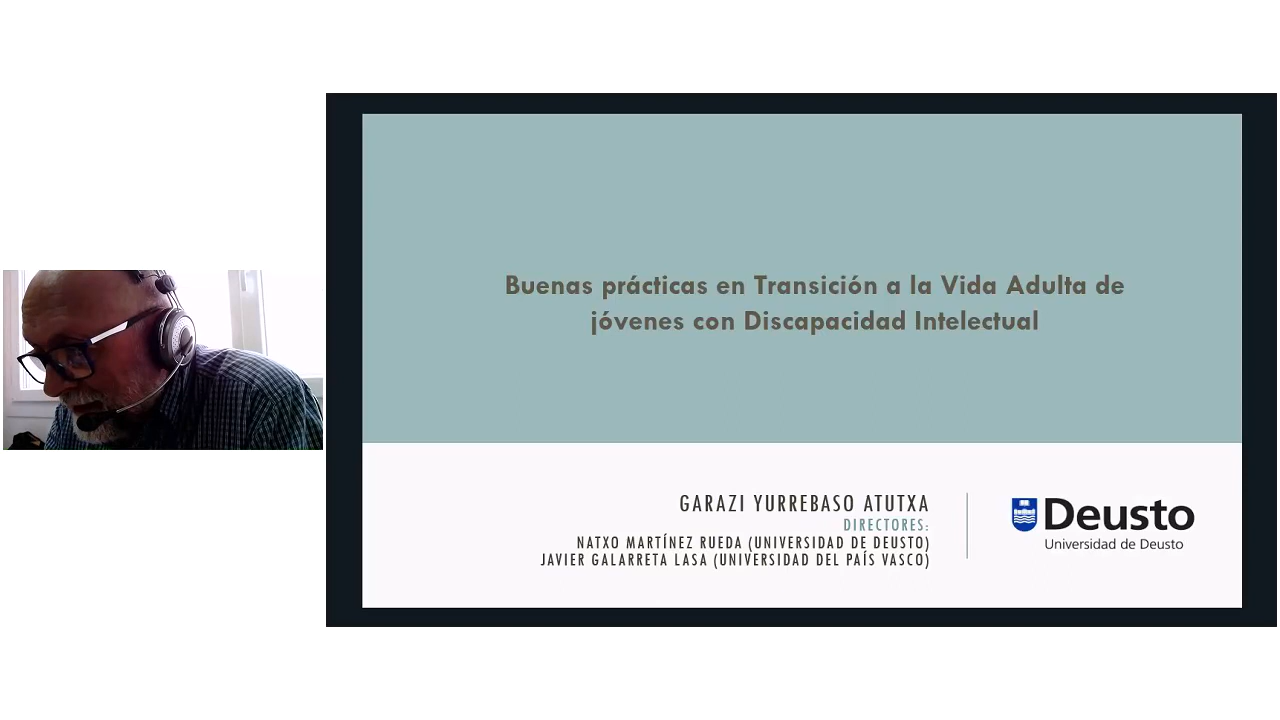 Buenas prácticas en Transición a la Vida Adulta de
jóvenes con Discapacidad Intelectual
GARAZI YURREBASO ATUTXA
DIRECTORES:
NATXO MARTÍNEZ RUEDA (UNIVERSIDAD DE DEUSTO)
JAVIER GALARRETA LASA (UNIVERSIDAD DEL PAÍS VASCO)
Deusto
Universidad de Deusto